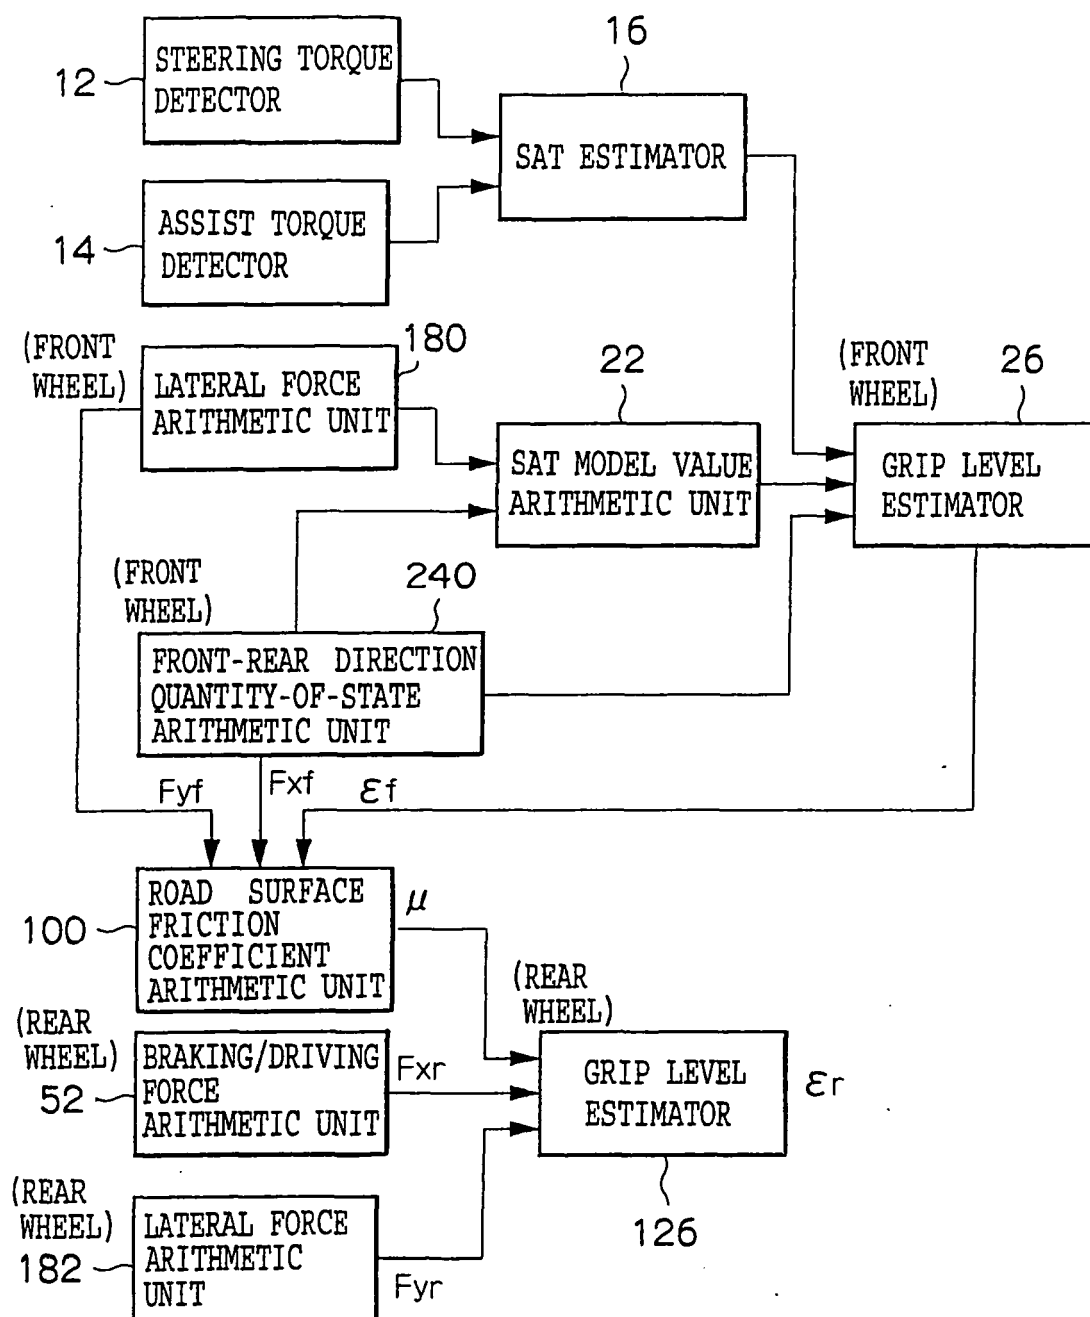 16
STEERING TORQUE
DETECTOR
12
SAT ESTIMATOR
ASSIST TORQUE
DETECTOR
14
(FRONT
WHEEL)
180
LATERAL FORCE
ARITHMETIC UNIT
22
(FRONT
WHEEL)
26
SAT MODEL VALUE
ARITHMETIC UNIT
GRIP LEVEL
ESTIMATOR
(FRONT
WHEEL)
240
FRONT-REAR DIRECTION
QUANTITY-OF-STATE
ARITHMETIC UNIT
Fyf
Fxf
εf
100
ROAD SURFACE
FRICTION
COEFFICIENT
ARITHMETIC UNIT
μ
(REAR
WHEEL)
(REAR
WHEEL)
52
BRAKING/DRIVING
FORCE
ARITHMETIC UNIT
Fxr
GRIP LEVEL
ESTIMATOR
εr
126
(REAR
WHEEL)
182
LATERAL FORCE
ARITHMETIC
UNIT
Fyr